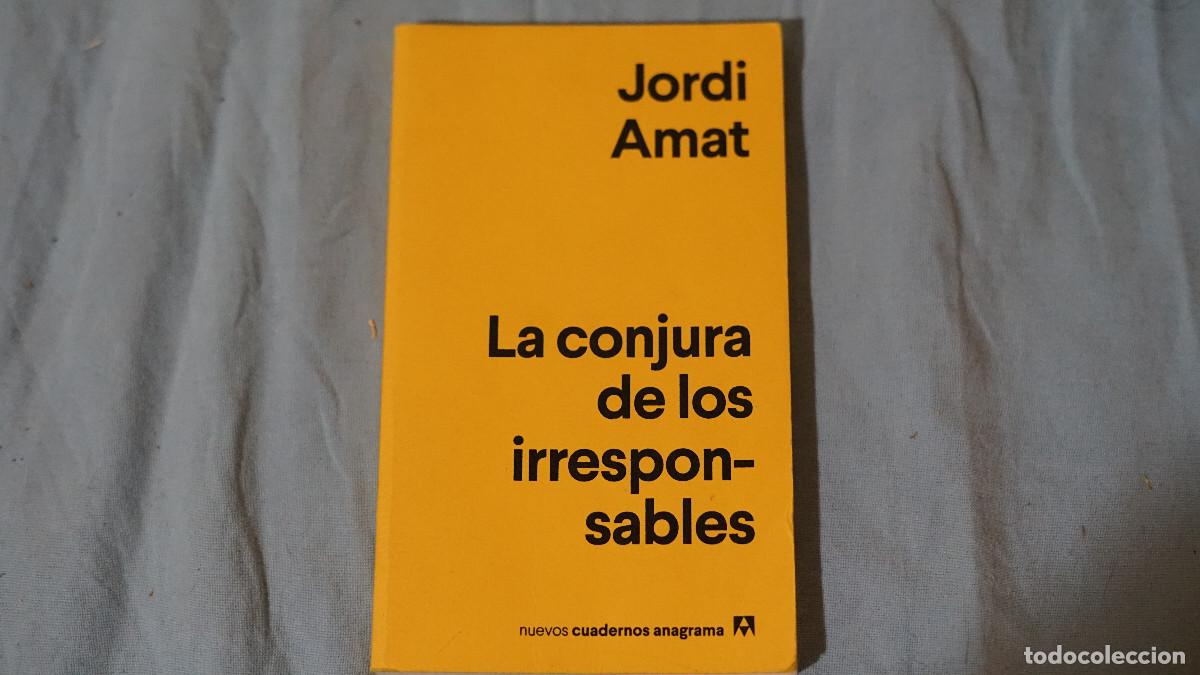 Jordi
Amat
La conjura
de los
irrespon-
sables
nuevos cuadernos anagrama
todocoleccion